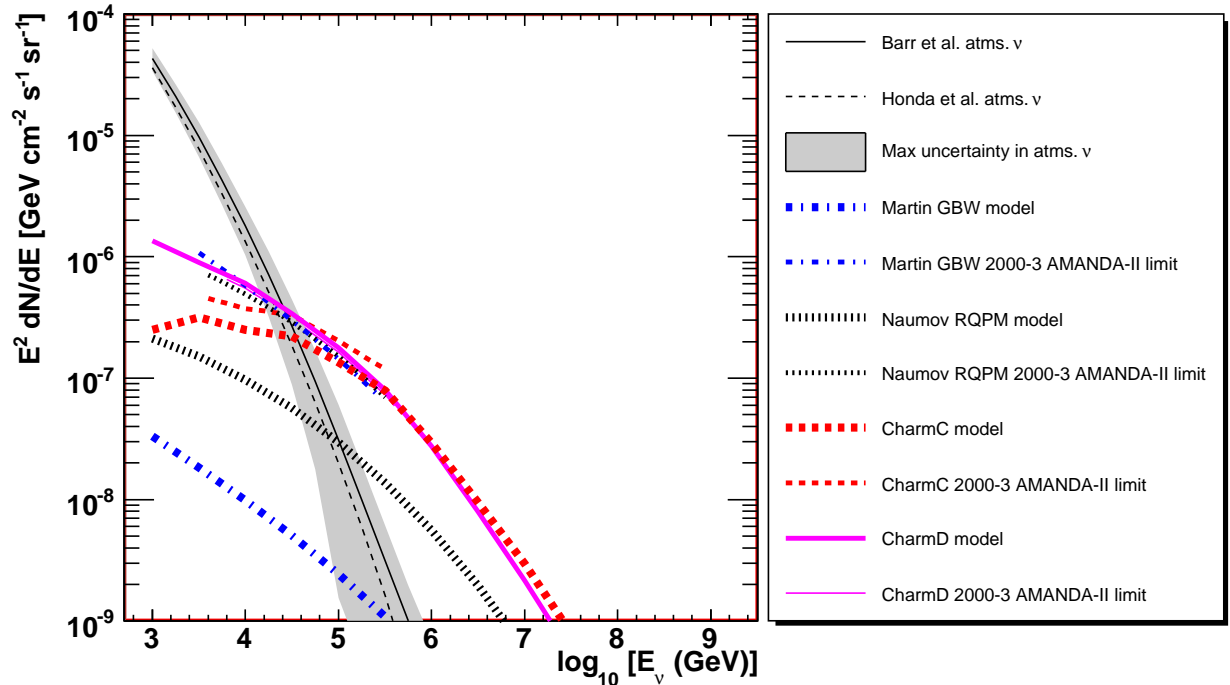 E² dN/dE [GeV cm⁻² s⁻¹ sr⁻¹]
10⁻⁴
10⁻⁵
10⁻⁶
10⁻⁷
10⁻⁸
10⁻⁹
3 4 5 6 7 8 9
log₁₀ [E_ν (GeV)]
Barr et al. atms. ν
Honda et al. atms. ν
Max uncertainty in atms. ν
Martin GBW model
Martin GBW 2000-3 AMANDA-II limit
Naumov RQPM model
Naumov RQPM 2000-3 AMANDA-II limit
CharmC model
CharmC 2000-3 AMANDA-II limit
CharmD model
CharmD 2000-3 AMANDA-II limit